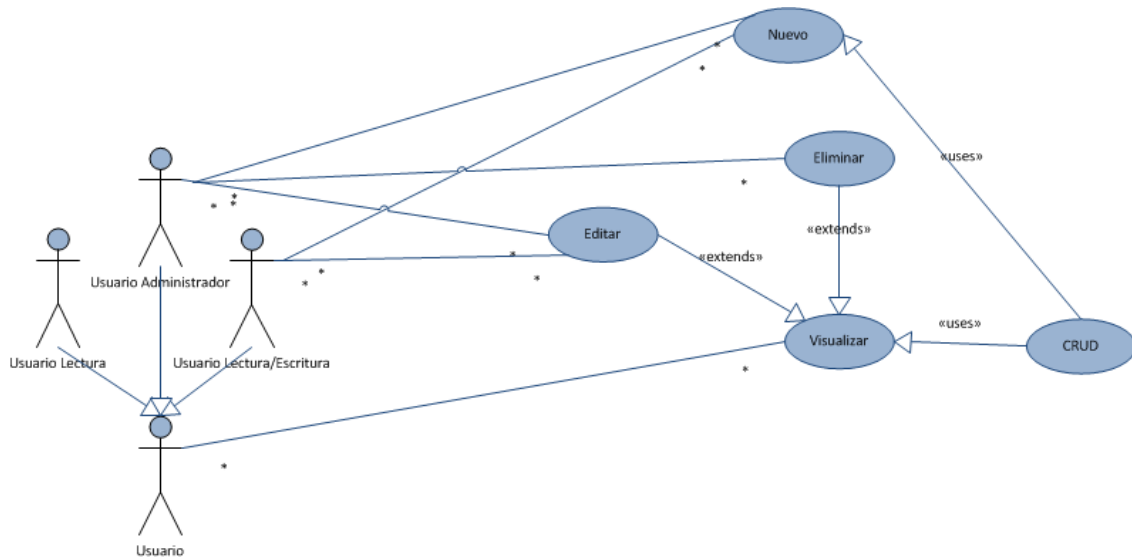 Nuevo
*
*
«uses»
Eliminar
*
*
*
*
Editar
«extends»
*
*
*
*
«extends»
Usuario Administrador
«uses»
Visualizar
CRUD
Usuario Lectura
Usuario Lectura/Escritura
*
*
Usuario